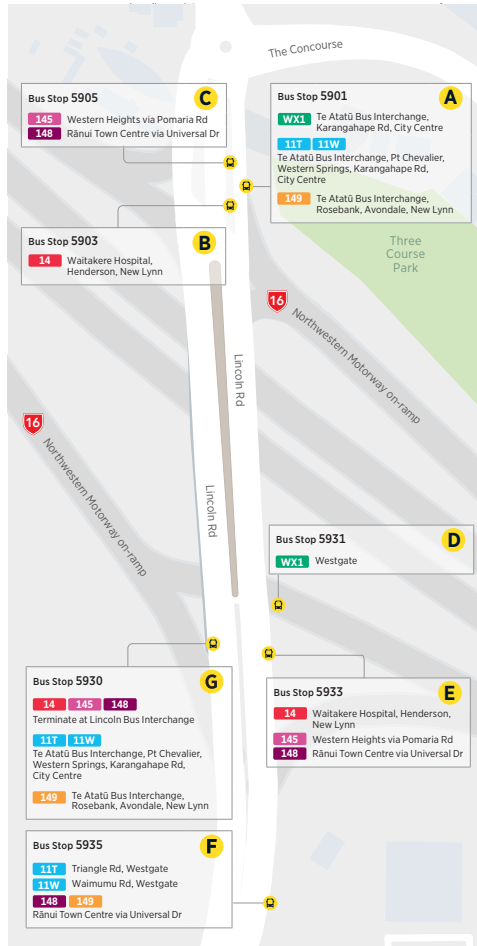 The Concourse
C
Bus Stop 5905
145 Western Heights via Pomaria Rd
148 Rānui Town Centre via Universal Dr
A
Bus Stop 5901
WX1 Te Atatū Bus Interchange,
Karangahape Rd, City Centre
11T 11W
Te Atatū Bus Interchange, Pt Chevalier,
Western Springs, Karangahape Rd,
City Centre
149 Te Atatū Bus Interchange,
Rosebank, Avondale, New Lynn
Bus Stop 5903
B
14 Waitakere Hospital,
Henderson, New Lynn
Three
Course
Park
16
Northwestern Motorway on-ramp
Lincoln Rd
16
Northwestern Motorway on-ramp
Lincoln Rd
Bus Stop 5931
D
WX1 Westgate
Bus Stop 5930
G
14 145 148
Terminate at Lincoln Bus Interchange
11T 11W
Te Atatū Bus Interchange, Pt Chevalier,
Western Springs, Karangahape Rd,
City Centre
149 Te Atatū Bus Interchange,
Rosebank, Avondale, New Lynn
Bus Stop 5933
E
14 Waitakere Hospital, Henderson,
New Lynn
145 Western Heights via Pomaria Rd
148 Rānui Town Centre via Universal Dr
Bus Stop 5935
F
11T Triangle Rd, Westgate
11W Waimumu Rd, Westgate
148 149
Rānui Town Centre via Universal Dr